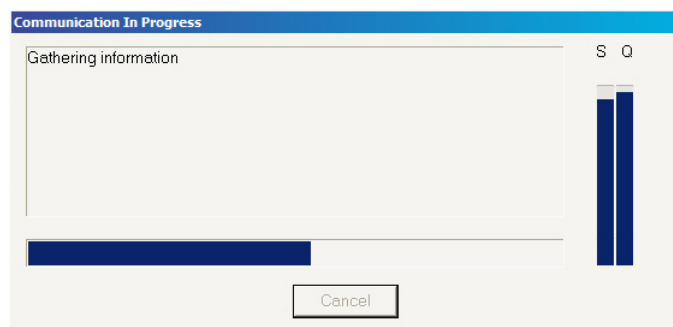 Communication In Progress
Gathering information
S Q
Cancel